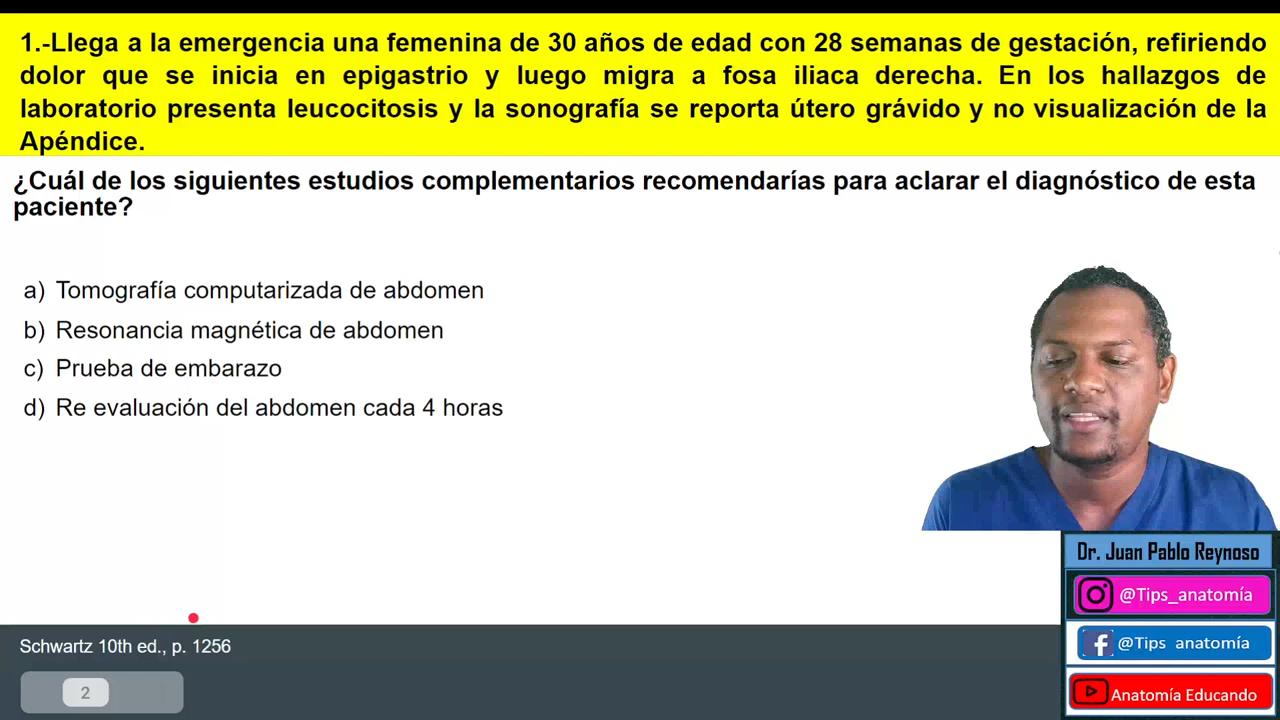 1.-Llega a la emergencia una femenina de 30 años de edad con 28 semanas de gestación, refiriendo
dolor que se inicia en epigastrio y luego migra a fosa iliaca derecha. En los hallazgos de
laboratorio presenta leucocitosis y la sonografía se reporta útero grávido y no visualización de la
Apéndice.
¿Cuál de los siguientes estudios complementarios recomendarías para aclarar el diagnóstico de esta
paciente?
a) Tomografía computarizada de abdomen
b) Resonancia magnética de abdomen
c) Prueba de embarazo
d) Re evaluación del abdomen cada 4 horas
Dr. Juan Pablo Reynoso
@Tips_anatomía
@Tips anatomía
Anatomía Educando
Schwartz 10th ed., p. 1256
2